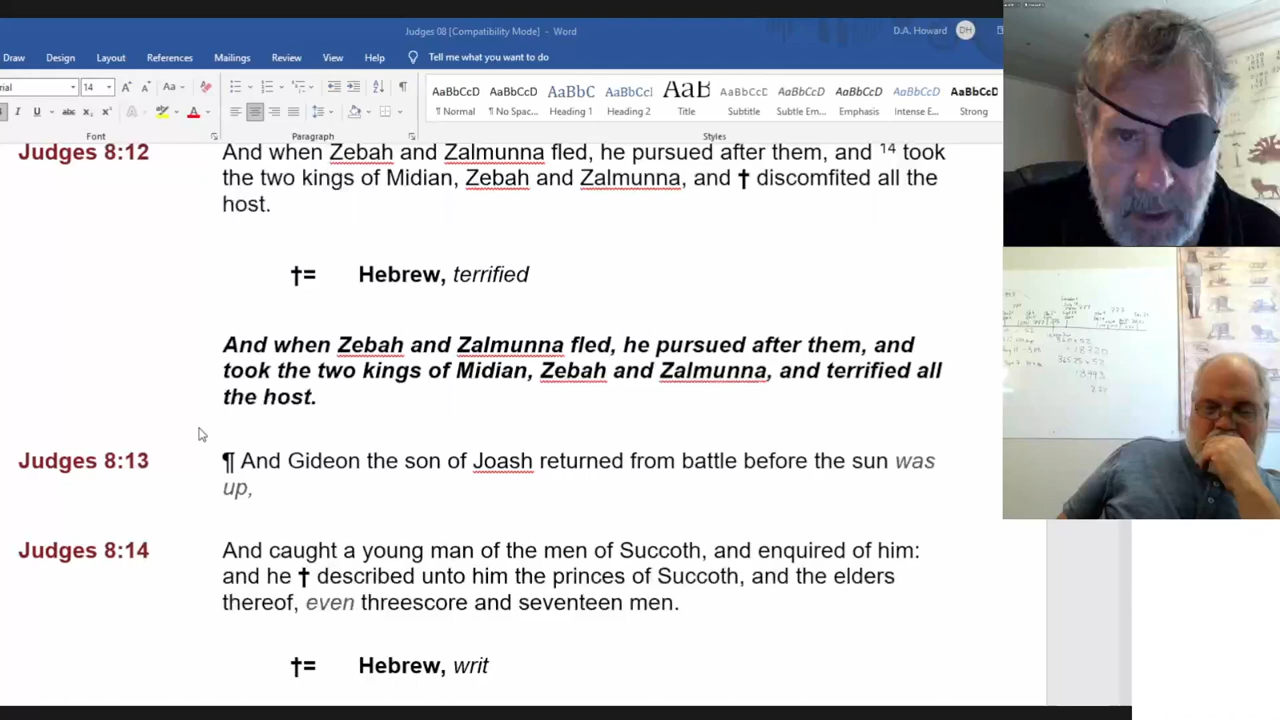 Judges 08 [Compatibility Mode] - Word
D.A. Howard
DH
Draw Design Layout References Mailings Review View Help Tell me what you want to do
14
Aa
AaBbCcD AaBbCcD AaBbC AaBbCc AaB AaBbCcD AaBbCcD AaBbCcD AaBbCcD AaBbCcD
¶ Normal ¶ No Spac... Heading 1 Heading 2 Title Subtitle Subtle Em... Emphasis Intense E... Strong
Font Paragraph Styles
Judges 8:12 And when Zebah and Zalmunna fled, he pursued after them, and 14 took
the two kings of Midian, Zebah and Zalmunna, and † discomfited all the
host.
†= Hebrew, terrified
And when Zebah and Zalmunna fled, he pursued after them, and
took the two kings of Midian, Zebah and Zalmunna, and terrified all
the host.
Judges 8:13 ¶ And Gideon the son of Joash returned from battle before the sun was
up,
Judges 8:14 And caught a young man of the men of Succoth, and enquired of him:
and he † described unto him the princes of Succoth, and the elders
thereof, even threescore and seventeen men.
†= Hebrew, writ